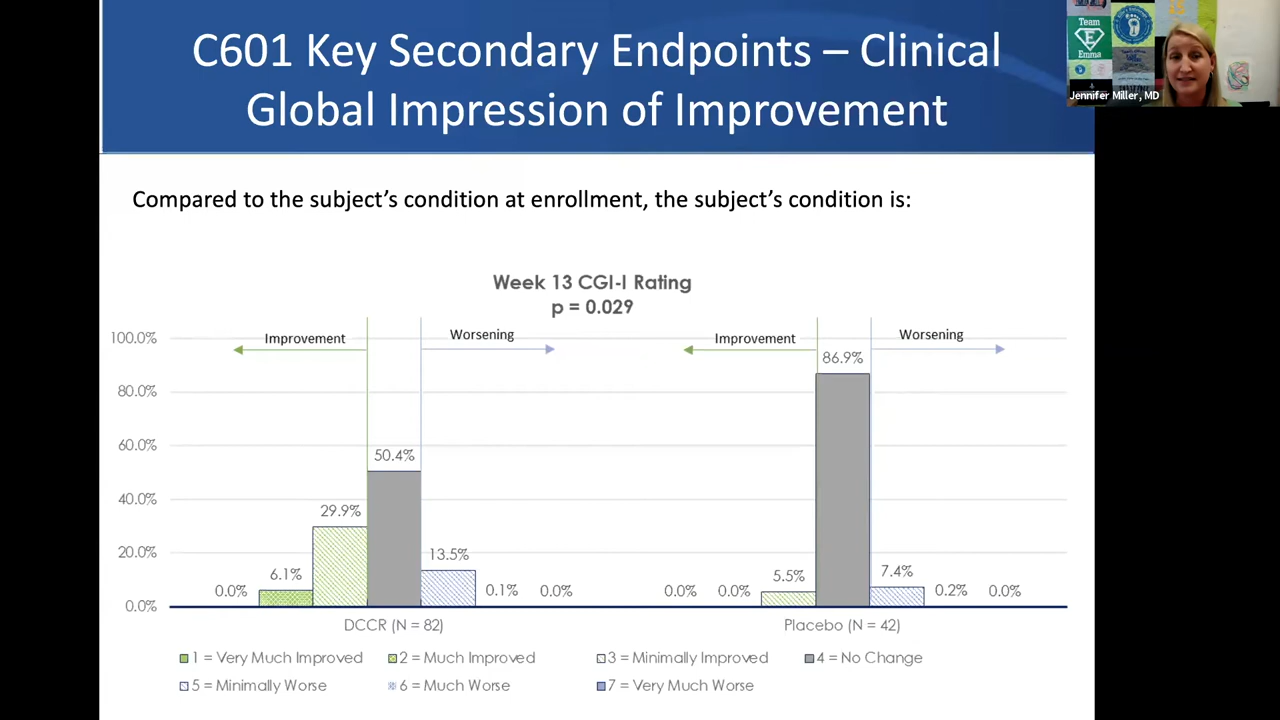 C601 Key Secondary Endpoints – Clinical
Global Impression of Improvement
Team
E
Emma
Jennifer Miller, MD
Compared to the subject’s condition at enrollment, the subject’s condition is:
Week 13 CGI-I Rating
p = 0.029
Improvement
Worsening
Improvement
Worsening
100.0%
80.0%
60.0%
40.0%
20.0%
0.0%
0.0%
6.1%
29.9%
50.4%
13.5%
0.1%
0.0%
0.0%
0.0%
5.5%
86.9%
7.4%
0.2%
0.0%
DCCR (N = 82)
Placebo (N = 42)
1 = Very Much Improved
2 = Much Improved
3 = Minimally Improved
4 = No Change
5 = Minimally Worse
6 = Much Worse
7 = Very Much Worse